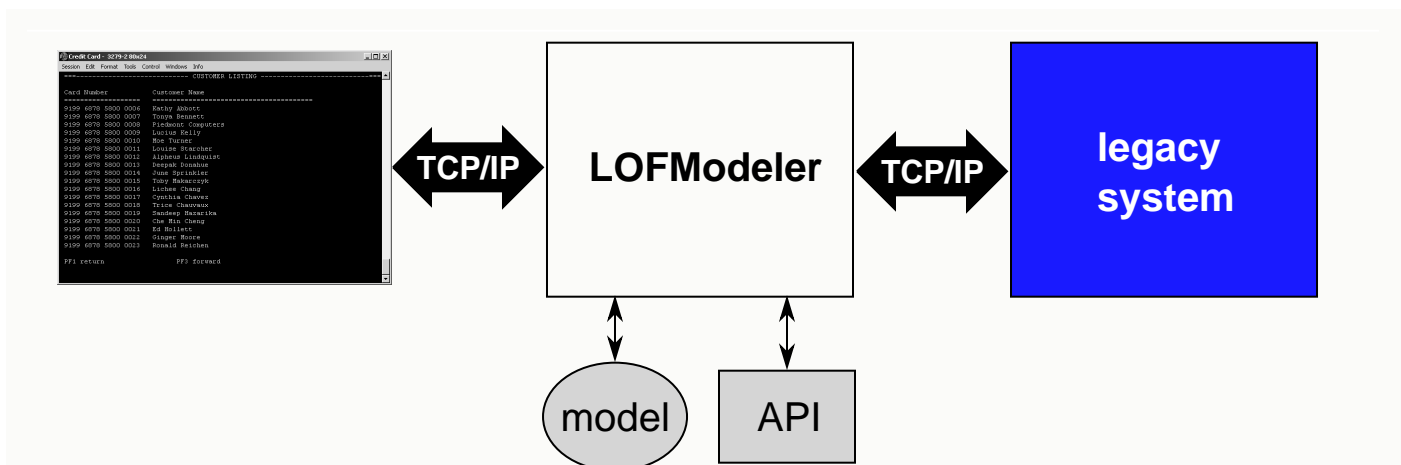 Credit Card - 3279-2 80x24
Session Edit Format Tools Control Windows Info
===---------------------------- CUSTOMER LISTING ------------------------------===
Card Number Customer Name
=================== ========================================
9199 6878 5800 0006 Kathy Abbott
9199 6878 5800 0007 Tonya Bennett
9199 6878 5800 0008 Piedmont Computers
9199 6878 5800 0009 Lucius Kelly
9199 6878 5800 0010 Moe Turner
9199 6878 5800 0011 Louise Starcher
9199 6878 5800 0012 Alpheus Lindquist
9199 6878 5800 0013 Deepak Donahue
9199 6878 5800 0014 June Sprinkler
9199 6878 5800 0015 Toby Makarczyk
9199 6878 5800 0016 Lichee Chang
9199 6878 5800 0017 Cynthia Chavez
9199 6878 5800 0018 Trice Chauvaux
9199 6878 5800 0019 Sandeep Hazarika
9199 6878 5800 0020 Che Min Cheng
9199 6878 5800 0021 Ed Hollett
9199 6878 5800 0022 Ginger Moore
9199 6878 5800 0023 Ronald Reichen
PF1 return PF3 forward
TCP/IP
LOFModeler
TCP/IP
legacy
system
model
API